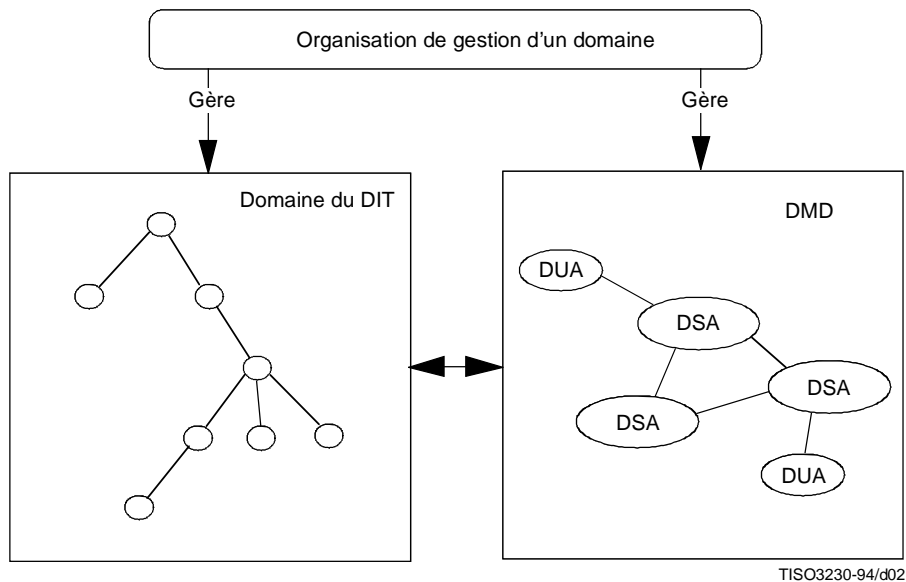 Organisation de gestion d'un domaine
Gère
Gère
Domaine du DIT
DMD
DUA
DSA
DSA
DSA
DUA
TISO3230-94/d02